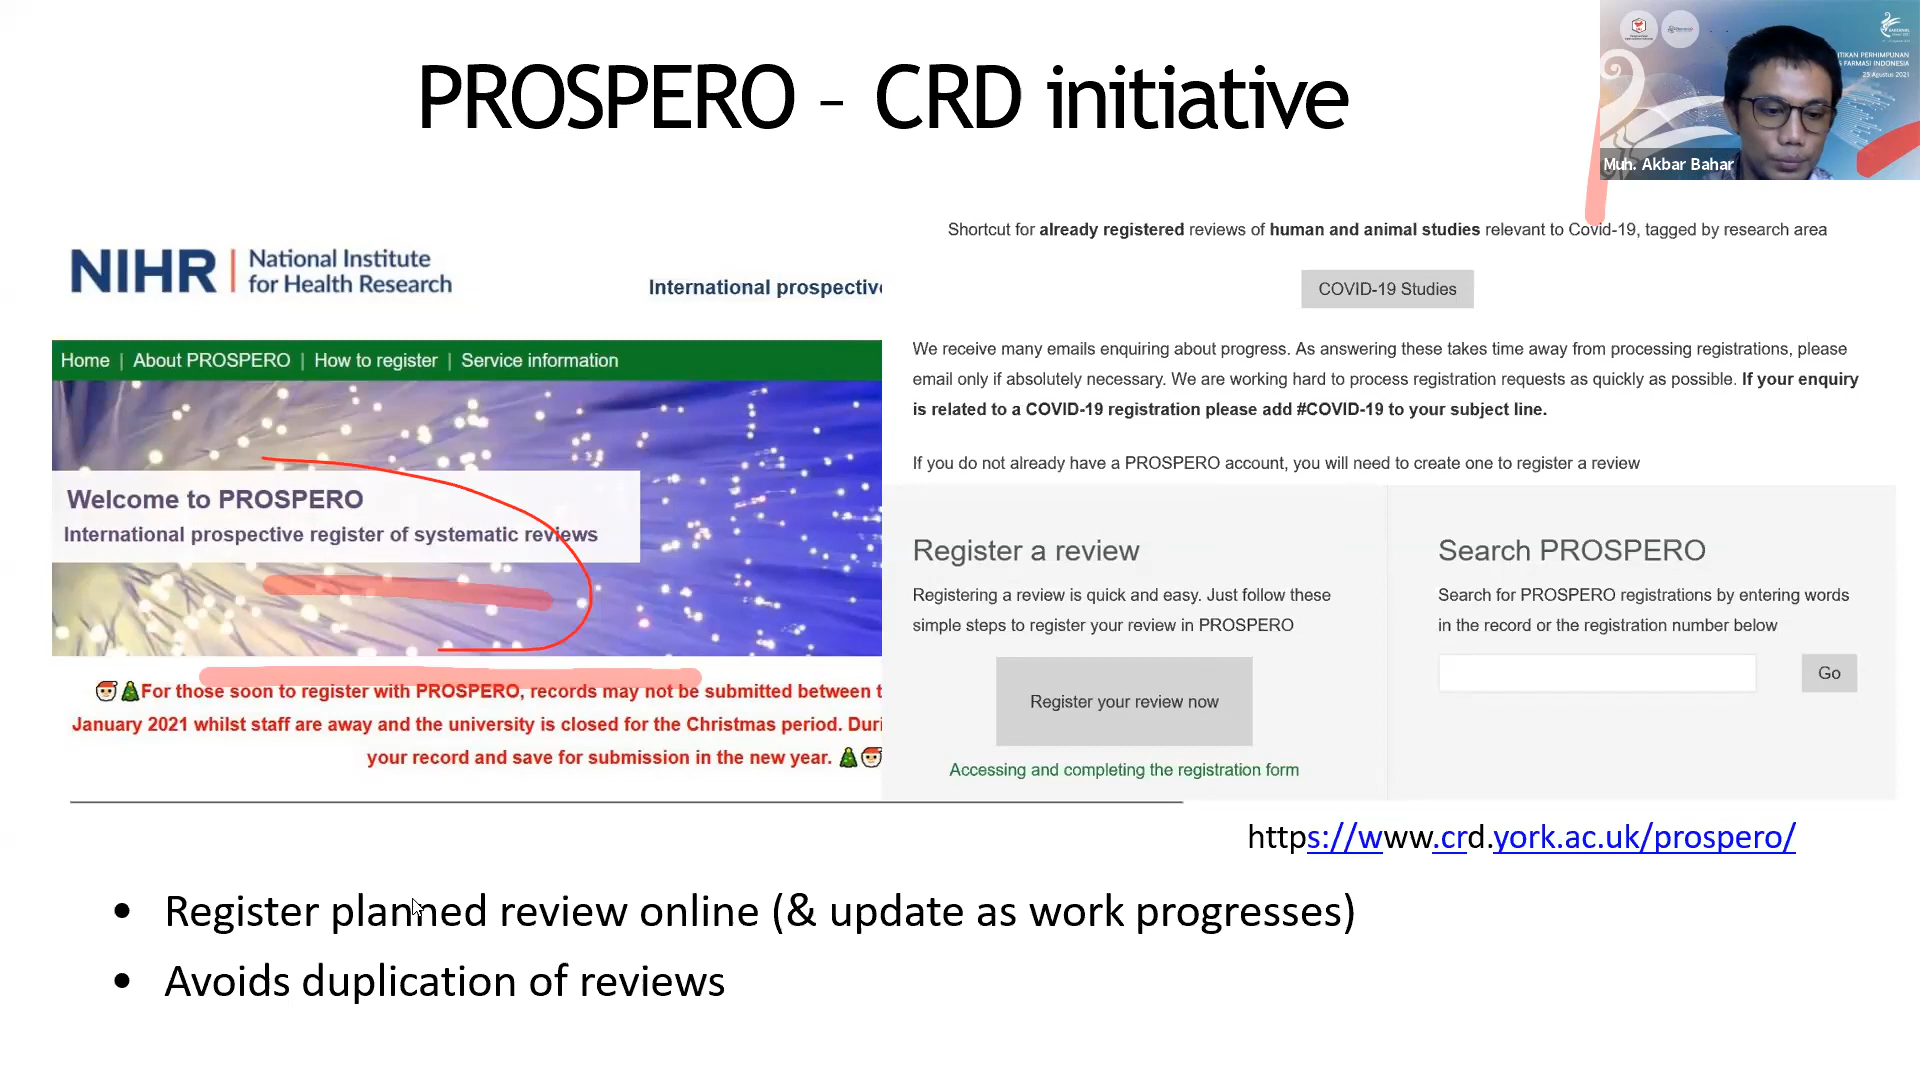 PROSPERO – CRD initiative
ITIKAN PERHIMPUNAN
FARMASI INDONESIA
25 Agustus 2021
Muh. Akbar Bahar
NIHR | National Institute
for Health Research
International prospective
Home | About PROSPERO | How to register | Service information
Welcome to PROSPERO
International prospective register of systematic reviews
For those soon to register with PROSPERO, records may not be submitted between t
January 2021 whilst staff are away and the university is closed for the Christmas period. Duri
your record and save for submission in the new year.
Shortcut for already registered reviews of human and animal studies relevant to Covid-19, tagged by research area
COVID-19 Studies
We receive many emails enquiring about progress. As answering these takes time away from processing registrations, please
email only if absolutely necessary. We are working hard to process registration requests as quickly as possible. If your enquiry
is related to a COVID-19 registration please add #COVID-19 to your subject line.
If you do not already have a PROSPERO account, you will need to create one to register a review
Register a review
Registering a review is quick and easy. Just follow these
simple steps to register your review in PROSPERO
Register your review now
Accessing and completing the registration form
Search PROSPERO
Search for PROSPERO registrations by entering words
in the record or the registration number below
Go
https://www.crd.york.ac.uk/prospero/
• Register planned review online (& update as work progresses)
• Avoids duplication of reviews